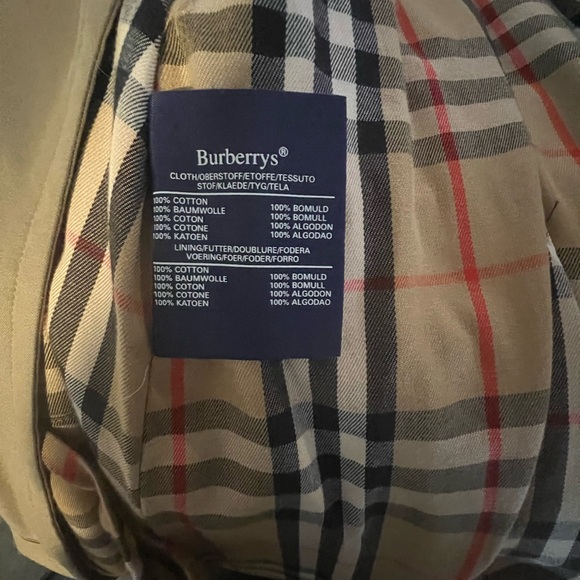 Burberrys®
CLOTH/OBERSTOFF/ETOFFE/TESSUTO
STOF/KLAEDE/TYG/TELA
100% COTTON 100% BOMULD
100% BAUMWOLLE 100% BOMULL
100% COTON 100% ALGODON
100% COTONE 100% ALGODAO
100% KATOEN
LINING/FUTTER/DOUBLURE/FODERA
VOERING/FOER/FODER/FORRO
100% COTTON 100% BOMULD
100% BAUMWOLLE 100% BOMULL
100% COTON 100% ALGODON
100% COTONE 100% ALGODAO
100% KATOEN